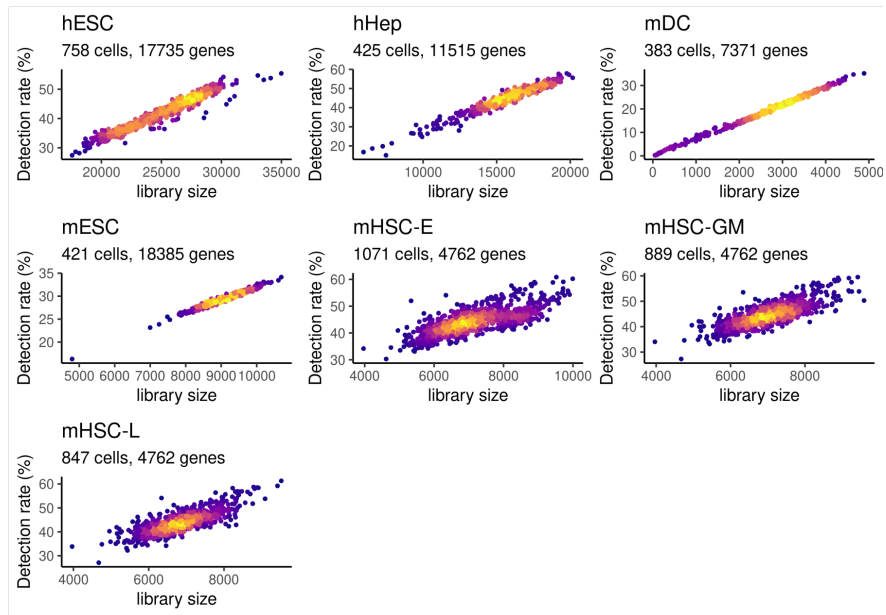 hESC
758 cells, 17735 genes
Detection rate (%)
50
40
30
20000 25000 30000 35000
library size
hHep
425 cells, 11515 genes
Detection rate (%)
60
50
40
30
20
10000 15000 20000
library size
mDC
383 cells, 7371 genes
Detection rate (%)
30
20
10
0
0 1000 2000 3000 4000 5000
library size
mESC
421 cells, 18385 genes
Detection rate (%)
35
30
25
20
5000 6000 7000 8000 9000 10000
library size
mHSC-E
1071 cells, 4762 genes
Detection rate (%)
60
50
40
30
4000 6000 8000 10000
library size
mHSC-GM
889 cells, 4762 genes
Detection rate (%)
60
50
40
30
4000 6000 8000
library size
mHSC-L
847 cells, 4762 genes
Detection rate (%)
60
50
40
30
4000 6000 8000
library size